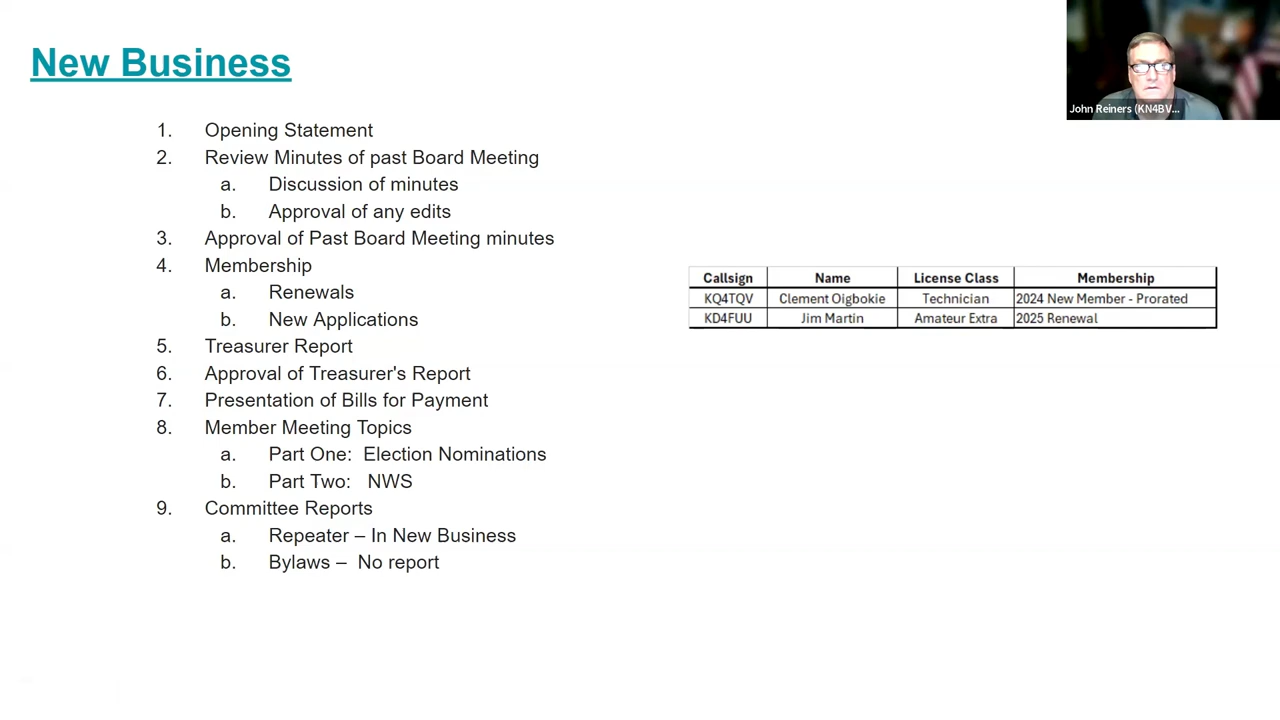 New Business
John Reiners (KN4BV...
1. Opening Statement
2. Review Minutes of past Board Meeting
a. Discussion of minutes
b. Approval of any edits
3. Approval of Past Board Meeting minutes
4. Membership
a. Renewals
b. New Applications
5. Treasurer Report
6. Approval of Treasurer's Report
7. Presentation of Bills for Payment
8. Member Meeting Topics
a. Part One: Election Nominations
b. Part Two: NWS
9. Committee Reports
a. Repeater – In New Business
b. Bylaws – No report
Callsign Name License Class Membership
KQ4TQV Clement Oigbokie Technician 2024 New Member - Prorated
KD4FUU Jim Martin Amateur Extra 2025 Renewal